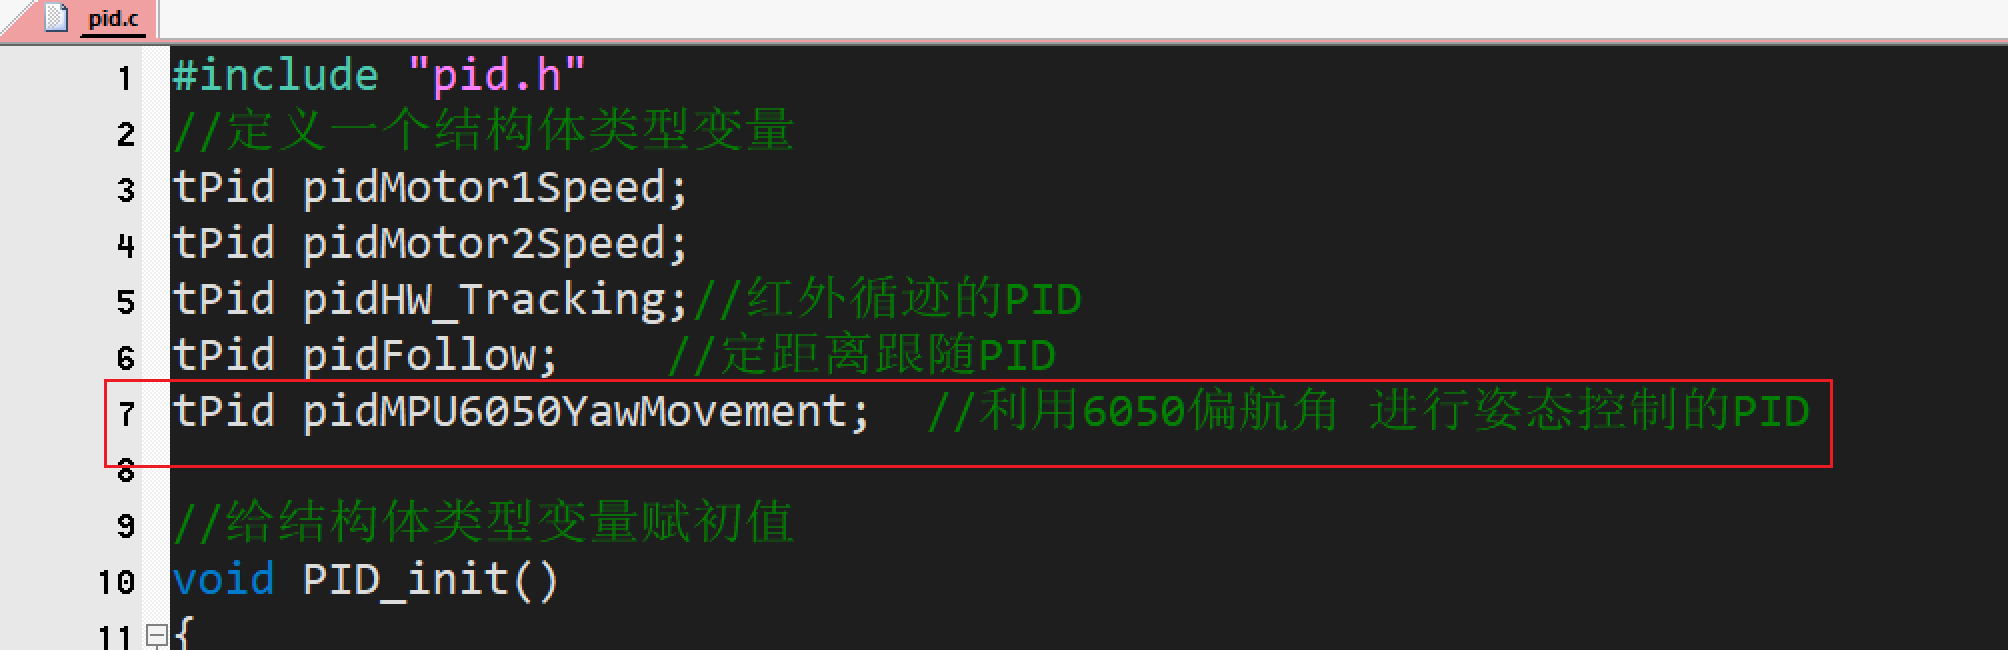 pid.c
1 #include "pid.h"
2 //定义一个结构体类型变量
3 tPid pidMotor1Speed;
4 tPid pidMotor2Speed;
5 tPid pidHW_Tracking;//红外循迹的PID
6 tPid pidFollow;    //定距离跟随PID
7 tPid pidMPU6050YawMovement;  //利用6050偏航角 进行姿态控制的PID
8
9 //给结构体类型变量赋初值
10 void PID_init()
11 {